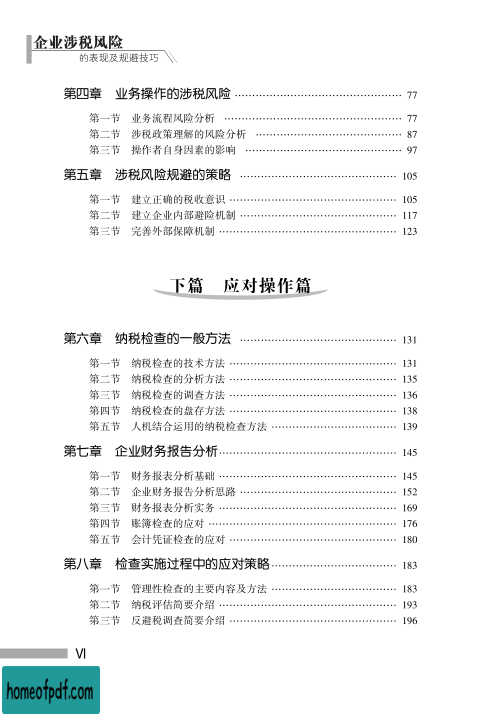 企业涉税风险
的表现及规避技巧
第四章 业务操作的涉税风险 …… 77
第一节 业务流程风险分析 …… 77
第二节 涉税政策理解的风险分析 …… 87
第三节 操作者自身因素的影响 …… 97
第五章 涉税风险规避的策略 …… 105
第一节 建立正确的税收意识 …… 105
第二节 建立企业内部避险机制 …… 117
第三节 完善外部保障机制 …… 123
下篇 应对操作篇
第六章 纳税检查的一般方法 …… 131
第一节 纳税检查的技术方法 …… 131
第二节 纳税检查的分析方法 …… 135
第三节 纳税检查的调查方法 …… 136
第四节 纳税检查的盘存方法 …… 138
第五节 人机结合运用的纳税检查方法 …… 139
第七章 企业财务报告分析 …… 145
第一节 财务报表分析基础 …… 145
第二节 企业财务报告分析思路 …… 152
第三节 财务报表分析实务 …… 169
第四节 账簿检查的应对 …… 176
第五节 会计凭证检查的应对 …… 180
第八章 检查实施过程中的应对策略 …… 183
第一节 管理性检查的主要内容及方法 …… 183
第二节 纳税评估简要介绍 …… 193
第三节 反避税调查简要介绍 …… 196
VI
homeofpdf.com